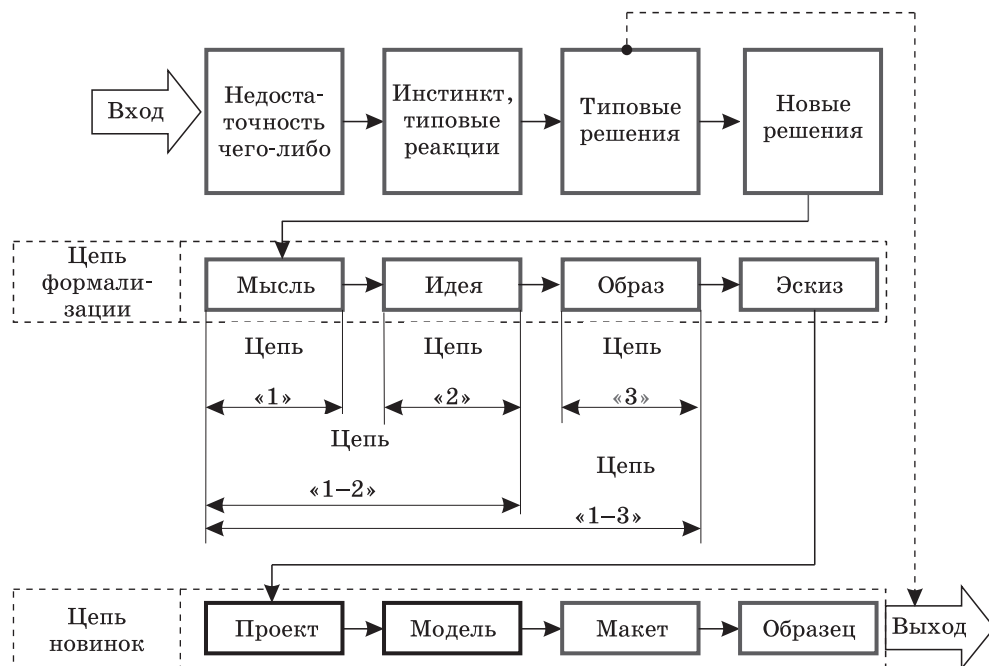 Вход
Недоста-
точность
чего-либо
Инстинкт,
типовые
реакции
Типовые
решения
Новые
решения
Цепь
формали-
зации
Мысль
Идея
Образ
Эскиз
Цепь
«1»
Цепь
«2»
Цепь
«3»
Цепь
«1–2»
Цепь
«1–3»
Цепь
новинок
Проект
Модель
Макет
Образец
Выход